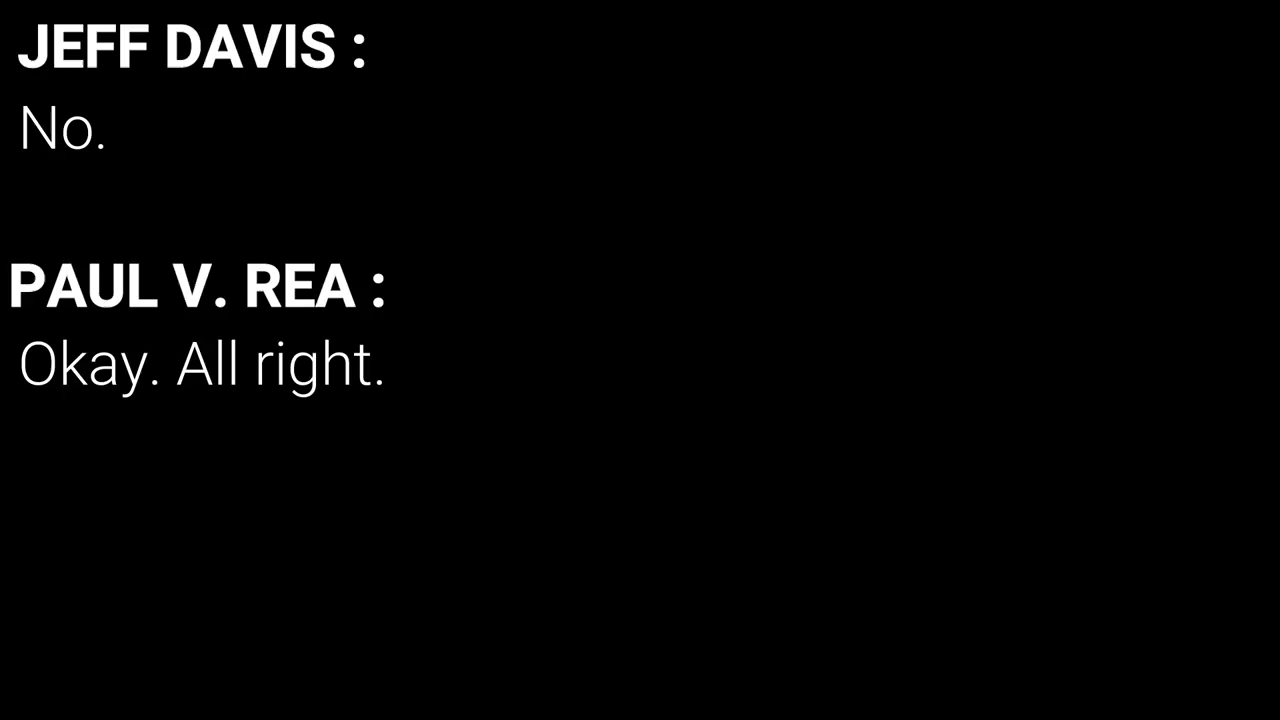 JEFF DAVIS :
No.
PAUL V. REA :
Okay. All right.